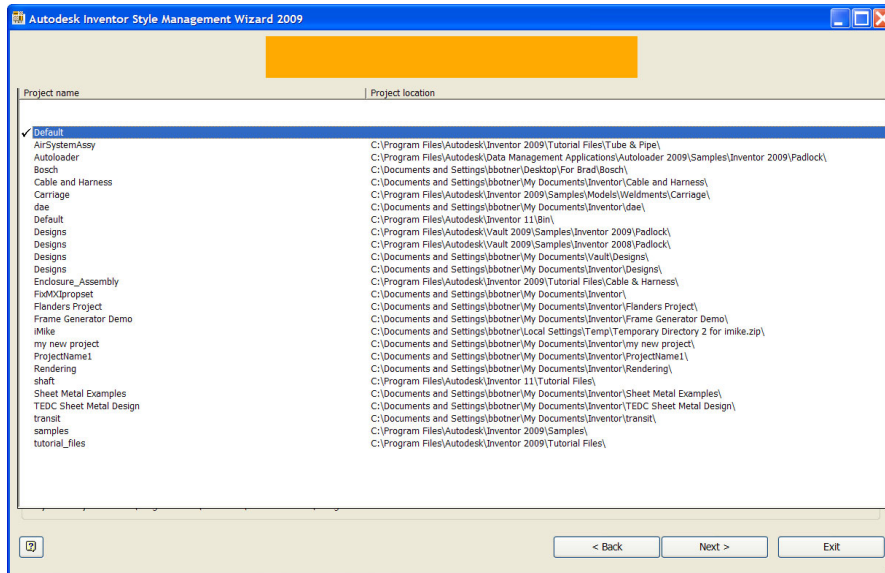 Autodesk Inventor Style Management Wizard 2009
Project name Project location
Default
AirSystemAssy C:\Program Files\Autodesk\Inventor 2009\Tutorial Files\Tube & Pipe\
Autoloader C:\Program Files\Autodesk\Data Management Applications\Autoloader 2009\Samples\Inventor 2009\Padlock\
Bosch C:\Documents and Settings\bbotner\Desktop\For Brad\Bosch\
Cable and Harness C:\Documents and Settings\bbotner\My Documents\Inventor\Cable and Harness\
Carriage C:\Program Files\Autodesk\Inventor 2009\Samples\Models\Weldments\Carriage\
dae C:\Documents and Settings\bbotner\My Documents\Inventor\dae\
Default C:\Program Files\Autodesk\Inventor 11\Bin\
Designs C:\Program Files\Autodesk\Vault 2009\Samples\Inventor 2009\Padlock\
Designs C:\Program Files\Autodesk\Vault 2009\Samples\Inventor 2008\Padlock\
Designs C:\Documents and Settings\bbotner\My Documents\Vault\Designs\
Designs C:\Documents and Settings\bbotner\My Documents\Inventor\Designs\
Enclosure_Assembly C:\Program Files\Autodesk\Inventor 2009\Tutorial Files\Cable & Harness\
FixMXIpropset C:\Documents and Settings\bbotner\My Documents\Inventor\
Flanders Project C:\Documents and Settings\bbotner\My Documents\Inventor\Flanders Project\
Frame Generator Demo C:\Documents and Settings\bbotner\My Documents\Inventor\Frame Generator Demo\
iMike C:\Documents and Settings\bbotner\Local Settings\Temp\Temporary Directory 2 for imike.zip\
my new project C:\Documents and Settings\bbotner\My Documents\Inventor\my new project\
ProjectName1 C:\Documents and Settings\bbotner\My Documents\Inventor\ProjectName1\
Rendering C:\Documents and Settings\bbotner\My Documents\Inventor\Rendering\
shaft C:\Program Files\Autodesk\Inventor 11\Tutorial Files\
Sheet Metal Examples C:\Documents and Settings\bbotner\My Documents\Inventor\Sheet Metal Examples\
TEDC Sheet Metal Design C:\Documents and Settings\bbotner\My Documents\Inventor\TEDC Sheet Metal Design\
transit C:\Documents and Settings\bbotner\My Documents\Inventor\transit\
samples C:\Program Files\Autodesk\Inventor 2009\Samples\
tutorial_files C:\Program Files\Autodesk\Inventor 2009\Tutorial Files\
< Back Next > Exit